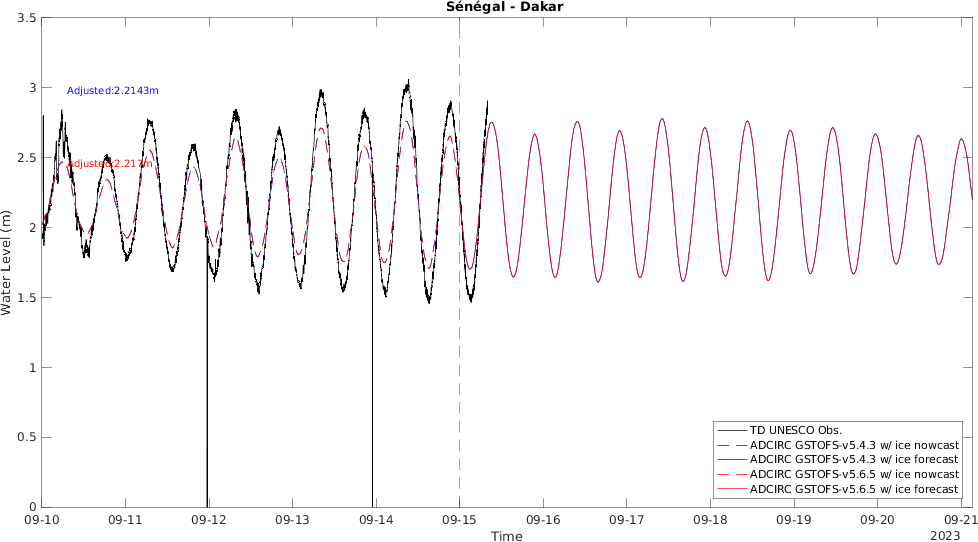 Sénégal - Dakar
3.5
3
2.5
2
1.5
1
0.5
0
Water Level (m)
Adjusted:2.2143m
Adjusted:2.217m
TD UNESCO Obs.
ADCIRC GSTOFS-v5.4.3 w/ ice nowcast
ADCIRC GSTOFS-v5.4.3 w/ ice forecast
ADCIRC GSTOFS-v5.6.5 w/ ice nowcast
ADCIRC GSTOFS-v5.6.5 w/ ice forecast
09-10 09-11 09-12 09-13 09-14 09-15 09-16 09-17 09-18 09-19 09-20 09-21
Time
2023